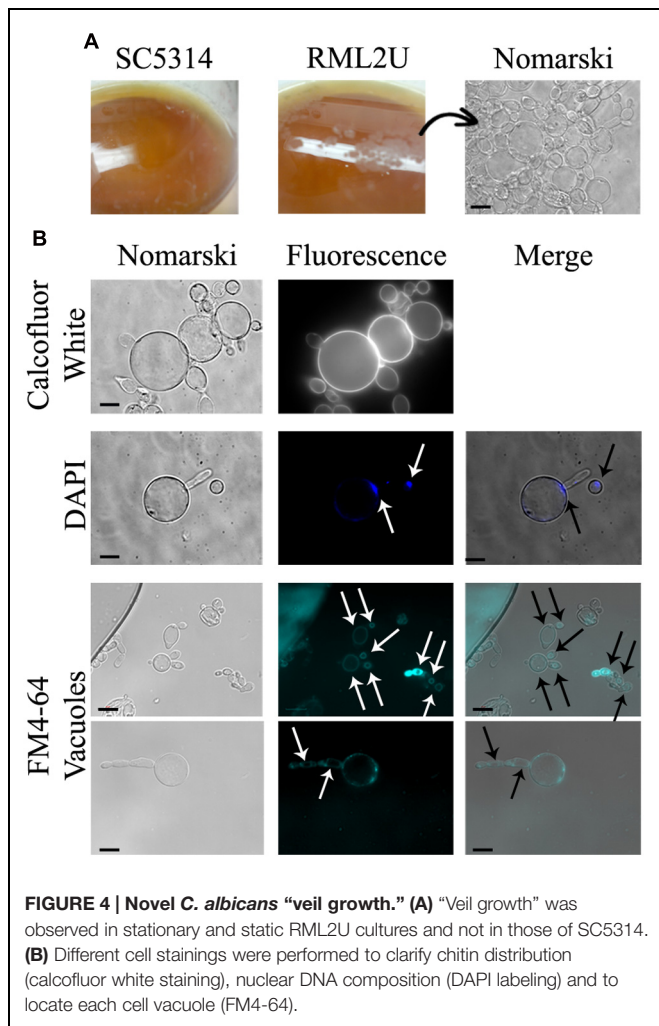 A
SC5314 RML2U Nomarski
B
Nomarski Fluorescence Merge
Calcofluor
White
DAPI
FM4-64
Vacuoles
FIGURE 4 | Novel C. albicans “veil growth.” (A) “Veil growth” was
observed in stationary and static RML2U cultures and not in those of SC5314.
(B) Different cell stainings were performed to clarify chitin distribution
(calcofluor white staining), nuclear DNA composition (DAPI labeling) and to
locate each cell vacuole (FM4-64).